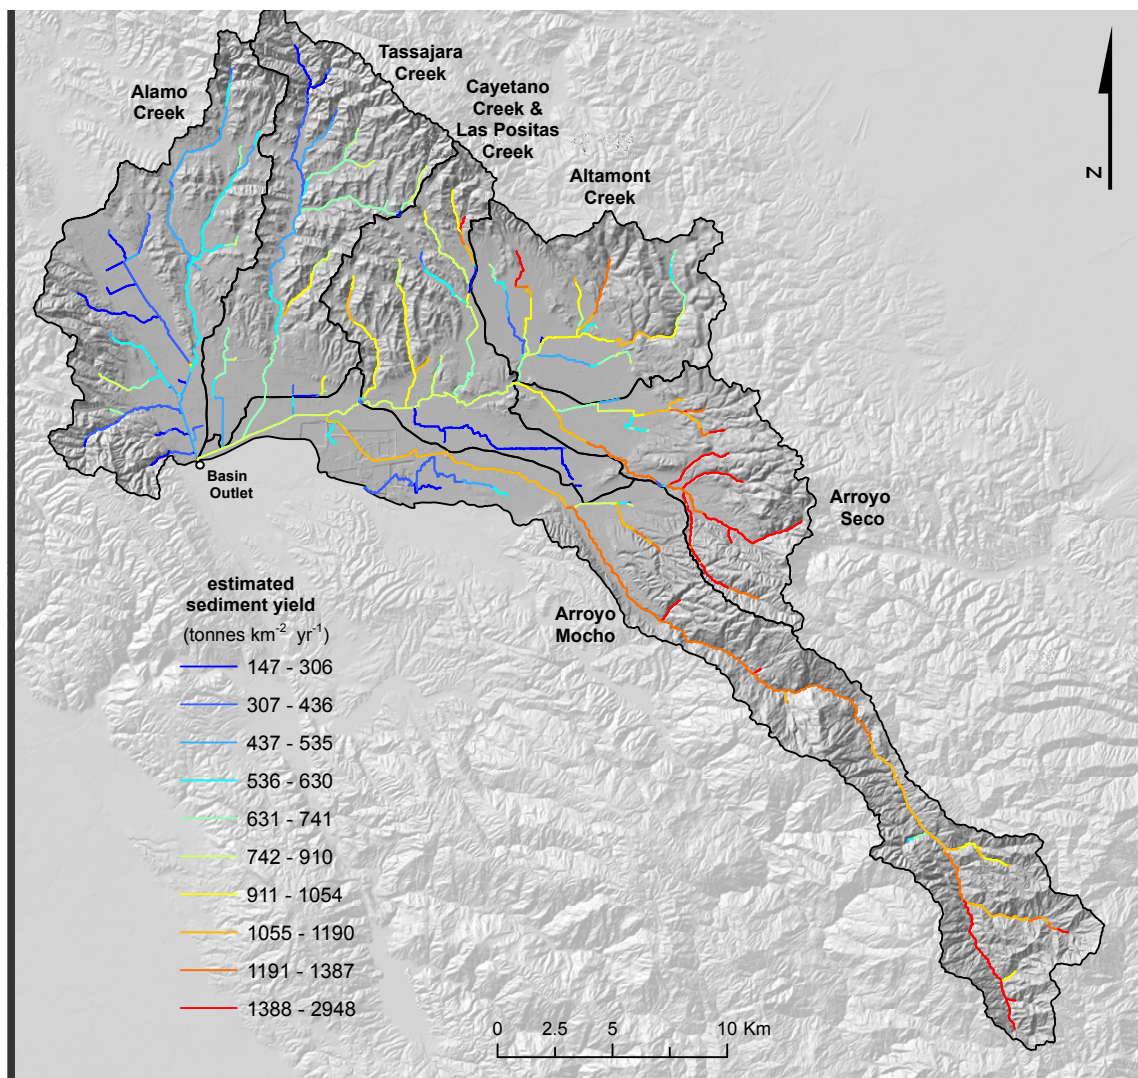 Tassajara
Creek
Alamo
Creek
Cayetano
Creek &
Las Positas
Creek
Altamont
Creek
N
Basin
Outlet
Arroyo
Seco
Arroyo
Mocho
estimated
sediment yield
(tonnes km-2 yr-1)
147 - 306
307 - 436
437 - 535
536 - 630
631 - 741
742 - 910
911 - 1054
1055 - 1190
1191 - 1387
1388 - 2948
0 2.5 5 10 Km